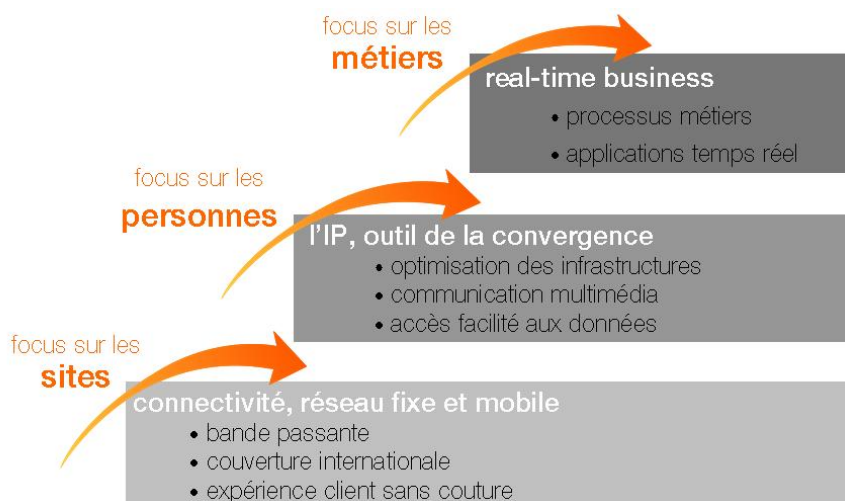 focus sur les
métiers
real-time business
• processus métiers
• applications temps réel
focus sur les
personnes
l'IP, outil de la convergence
• optimisation des infrastructures
• communication multimédia
• accès facilité aux données
focus sur les
sites
connectivité, réseau fixe et mobile
• bande passante
• couverture internationale
• expérience client sans couture